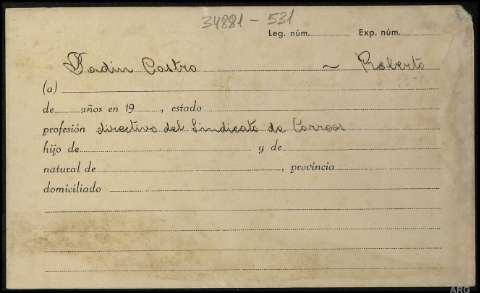 34881-531
Leg. núm. Exp. núm.
Padín Castro ~ Roberto
(a)
de años en 19 , estado
profesión directivo del Sindicato de Correos
hijo de y de
natural de , provincia
domiciliado
ARG